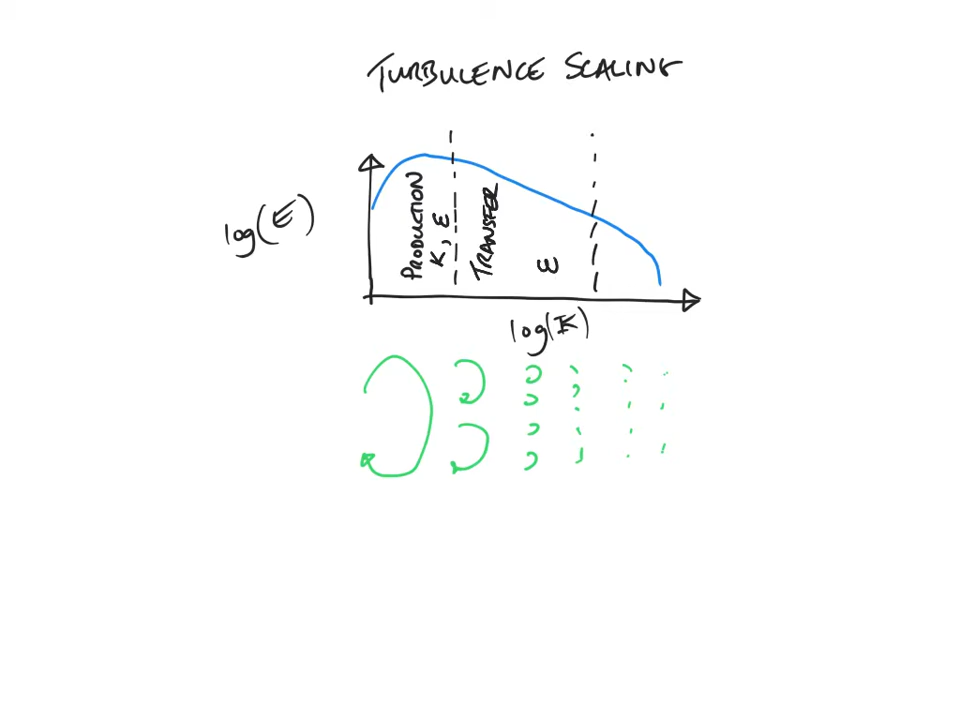 TURBULENCE SCALING
log(E)
PRODUCTION
K, ε
TRANSFER
ε
log(K)